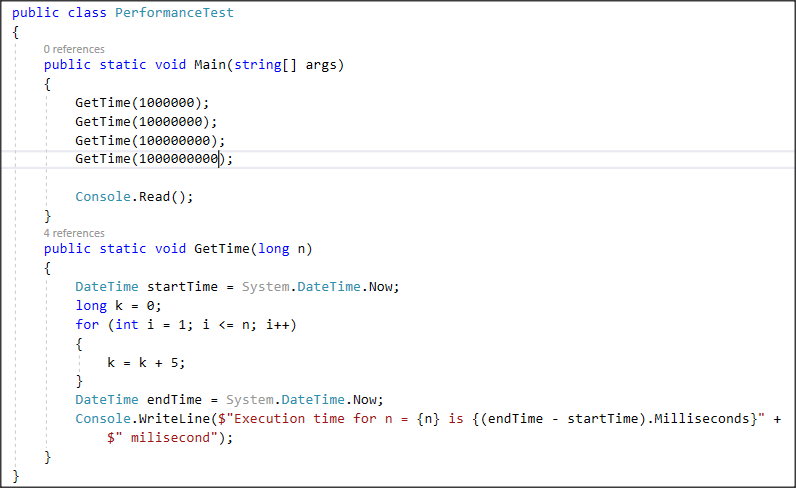 public class PerformanceTest
{
0 references
public static void Main(string[] args)
{
GetTime(1000000);
GetTime(10000000);
GetTime(100000000);
GetTime(1000000000);
Console.Read();
}
4 references
public static void GetTime(long n)
{
DateTime startTime = System.DateTime.Now;
long k = 0;
for (int i = 1; i <= n; i++)
{
k = k + 5;
}
DateTime endTime = System.DateTime.Now;
Console.WriteLine($"Execution time for n = {n} is {(endTime - startTime).Milliseconds}" +
$" milisecond");
}
}